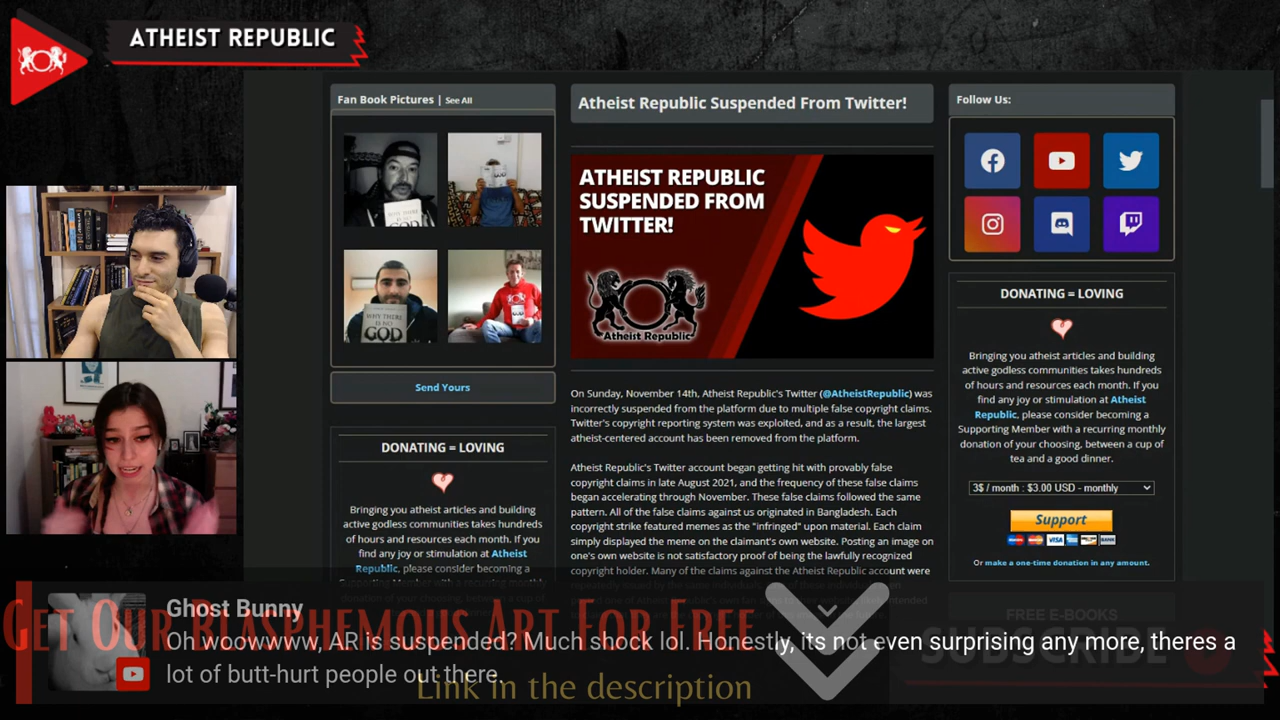 ATHEIST REPUBLIC
Fan Book Pictures | See All
WHY THERE
IS NO
GOD
Send Yours
DONATING = LOVING
Bringing you atheist articles and building
active godless communities takes hundreds
of hours and resources each month. If you
find any joy or stimulation at Atheist
Republic, please consider becoming a
Atheist Republic Suspended From Twitter!
ATHEIST REPUBLIC
SUSPENDED FROM
TWITTER!
Atheist Republic
On Sunday, November 14th, Atheist Republic's Twitter (@AtheistRepublic) was
incorrectly suspended from the platform due to multiple false copyright claims.
Twitter's copyright reporting system was exploited, and as a result, the largest
atheist-centered account has been removed from the platform.
Atheist Republic's Twitter account began getting hit with provably false
copyright claims in late August 2021, and the frequency of these false claims
began accelerating through November. These false claims followed the same
pattern. All of the false claims against us originated in Bangladesh. Each
copyright strike featured memes as the "infringed" upon material. Each claim
simply displayed the meme on the claimant's own website. Posting an image on
one's own website is not satisfactory proof of being the lawfully recognized
copyright holder. Many of the claims against the Atheist Republic account were
Follow Us:
DONATING = LOVING
Bringing you atheist articles and building
active godless communities takes hundreds
of hours and resources each month. If you
find any joy or stimulation at Atheist
Republic, please consider becoming a
Supporting Member with a recurring monthly
donation of your choosing, between a cup of
tea and a good dinner.
3$ / month : $3.00 USD - monthly
Support
VISA
BANK
Or make a one-time donation in any amount.
FREE E-BOOKS
Ghost Bunny
Oh woowwww, AR is suspended? Much shock lol. Honestly, its not even surprising any more, theres a
lot of butt-hurt people out there.
GET OUR BLASPHEMOUS ART FOR FREE
Link in the description
SUBSCRIBE